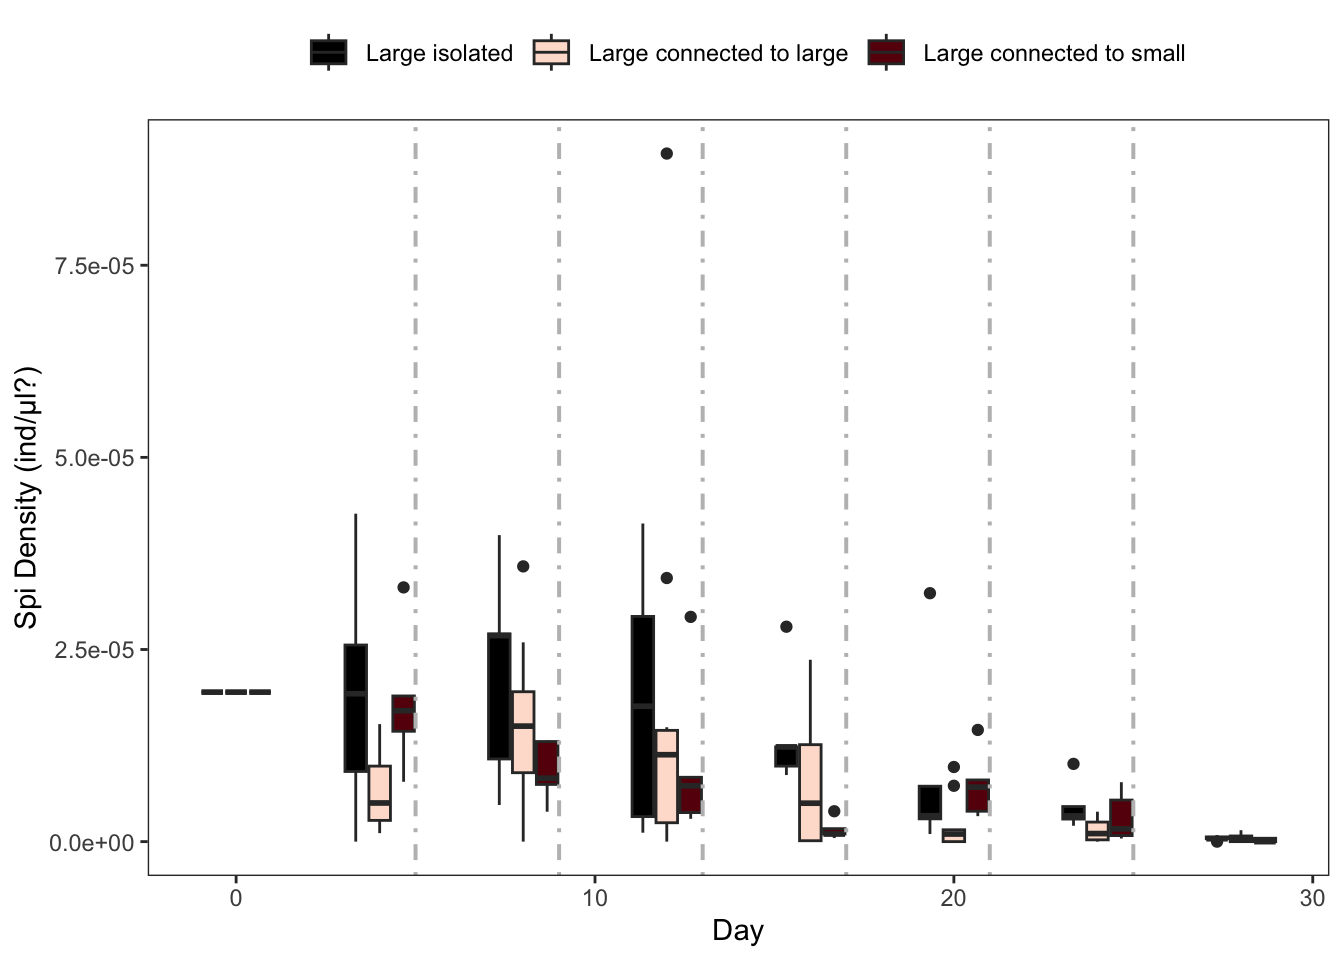 Large isolated Large connected to large Large connected to small
Spi Density (ind/µl?)
7.5e-05
5.0e-05
2.5e-05
0.0e+00
0 10 20 30
Day